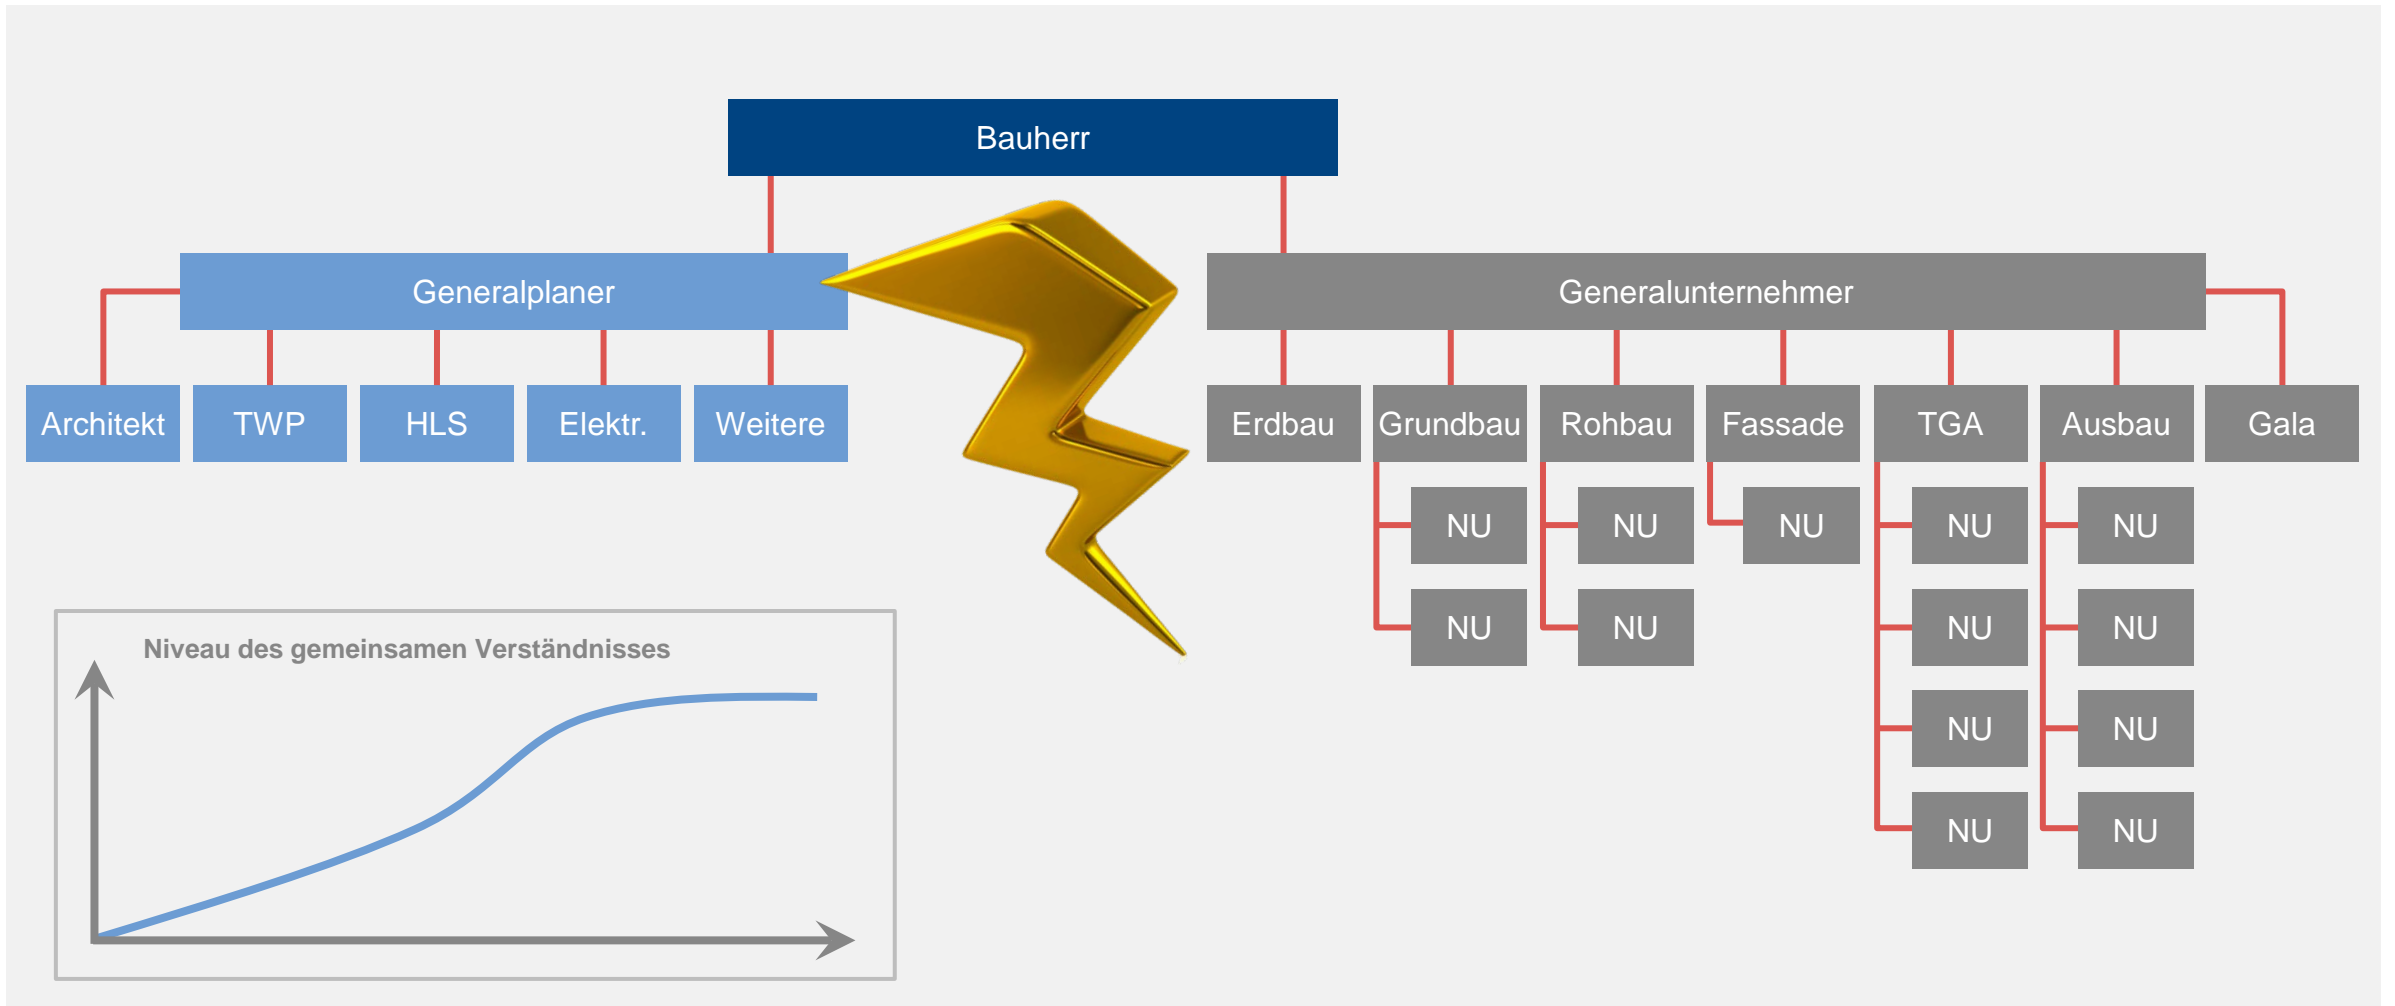 Bauherr
Generalplaner
Generalunternehmer
Architekt
TWP
HLS
Elektr.
Weitere
Erdbau
Grundbau
Rohbau
Fassade
TGA
Ausbau
Gala
NU
NU
NU
NU
NU
NU
NU
NU
NU
NU
NU
NU
NU
Niveau des gemeinsamen Verständnisses